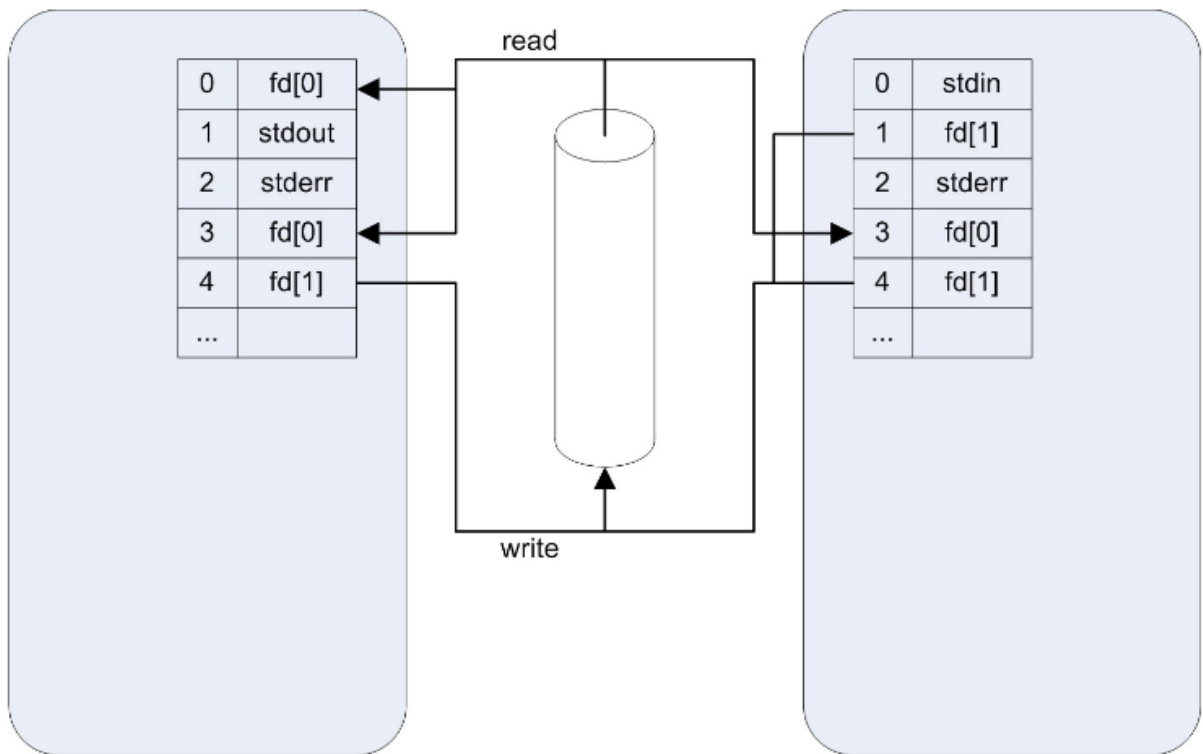 read
0 fd[0]
1 stdout
2 stderr
3 fd[0]
4 fd[1]
...
0 stdin
1 fd[1]
2 stderr
3 fd[0]
4 fd[1]
...
write